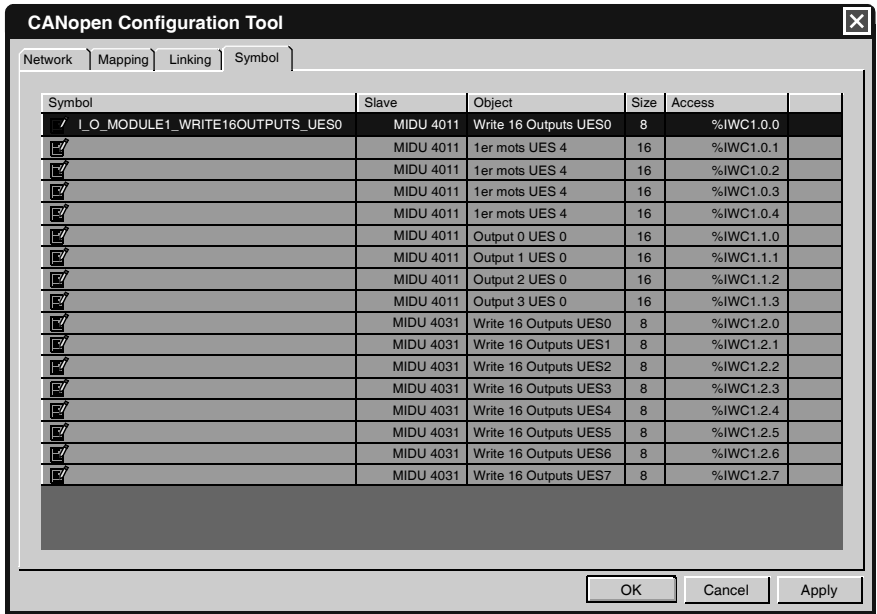 CANopen Configuration Tool
Network Mapping Linking Symbol
Symbol Slave Object Size Access
I_O_MODULE1_WRITE16OUTPUTS_UES0 MIDU 4011 Write 16 Outputs UES0 8 %IWC1.0.0
MIDU 4011 1er mots UES 4 16 %IWC1.0.1
MIDU 4011 1er mots UES 4 16 %IWC1.0.2
MIDU 4011 1er mots UES 4 16 %IWC1.0.3
MIDU 4011 1er mots UES 4 16 %IWC1.0.4
MIDU 4011 Output 0 UES 0 16 %IWC1.1.0
MIDU 4011 Output 1 UES 0 16 %IWC1.1.1
MIDU 4011 Output 2 UES 0 16 %IWC1.1.2
MIDU 4011 Output 3 UES 0 16 %IWC1.1.3
MIDU 4031 Write 16 Outputs UES0 8 %IWC1.2.0
MIDU 4031 Write 16 Outputs UES1 8 %IWC1.2.1
MIDU 4031 Write 16 Outputs UES2 8 %IWC1.2.2
MIDU 4031 Write 16 Outputs UES3 8 %IWC1.2.3
MIDU 4031 Write 16 Outputs UES4 8 %IWC1.2.4
MIDU 4031 Write 16 Outputs UES5 8 %IWC1.2.5
MIDU 4031 Write 16 Outputs UES6 8 %IWC1.2.6
MIDU 4031 Write 16 Outputs UES7 8 %IWC1.2.7
OK Cancel Apply